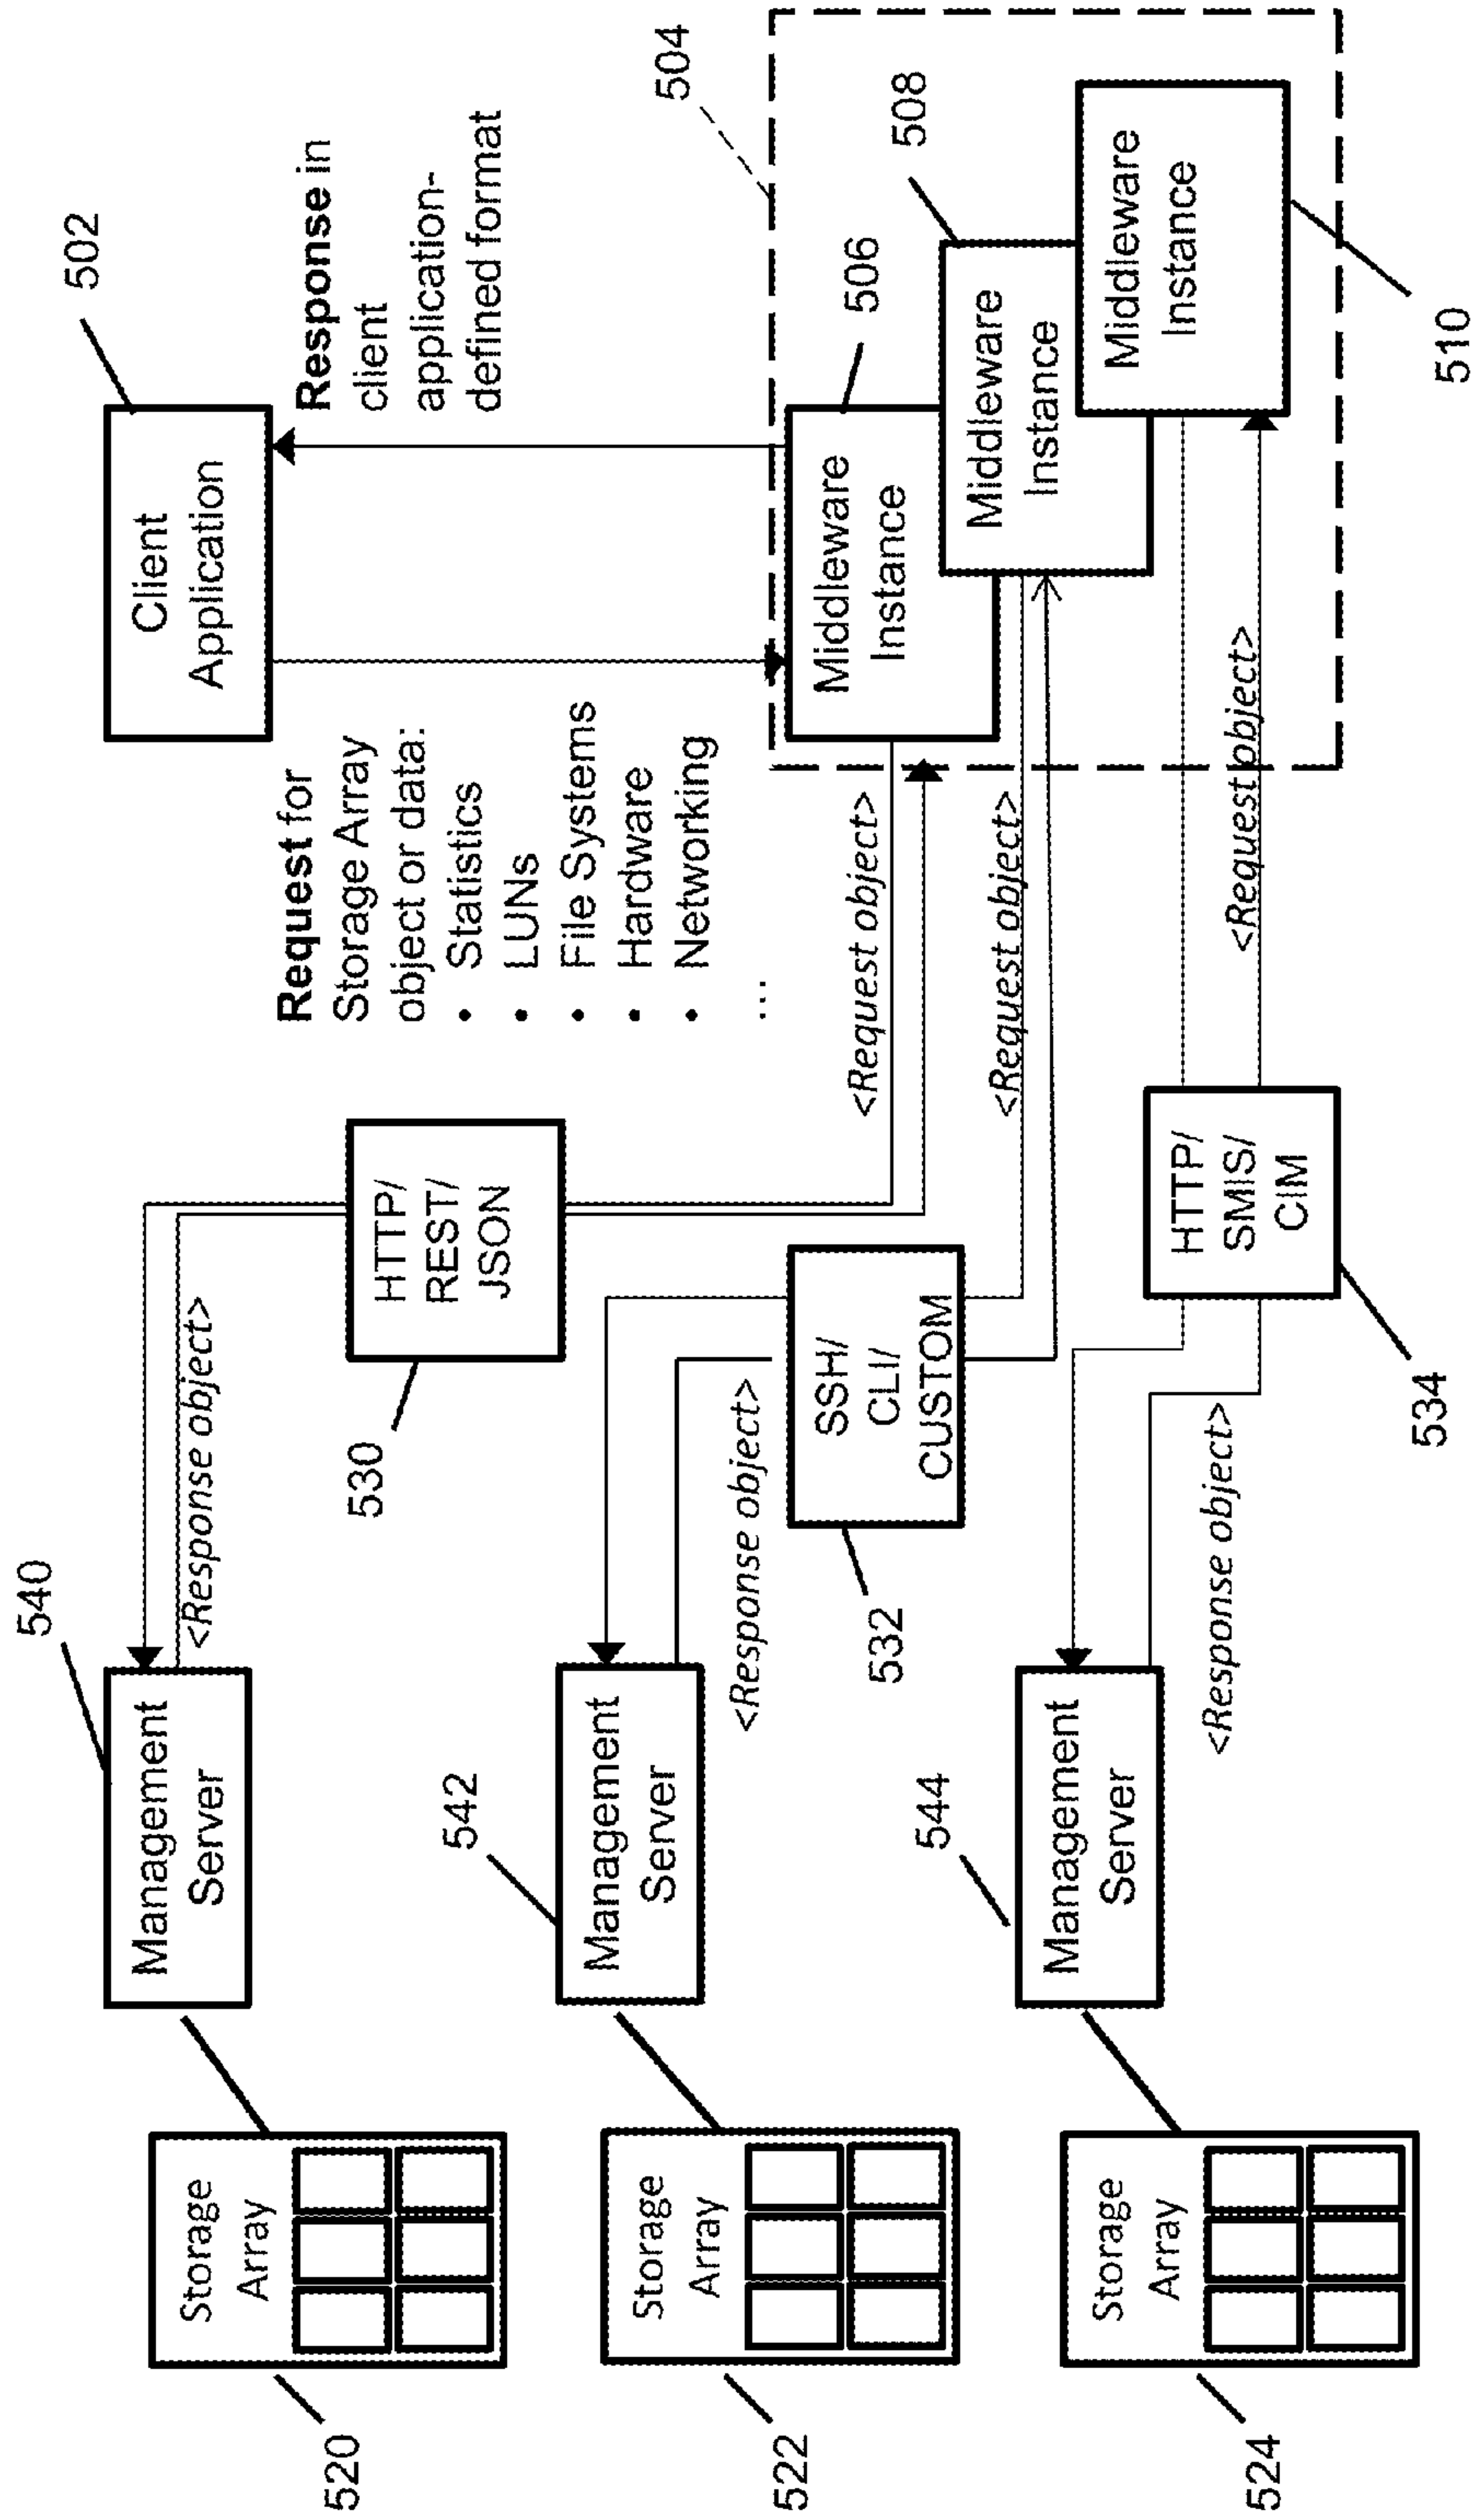 502
Client
Application
Response in
client
application-
defined format
Request for
Storage Array
object or data:
• Statistics
• LUNs
• File Systems
• Hardware
• Networking
...
504
506
Middleware
Instance
508
Middleware
Instance
510
Middleware
Instance
<Request object>
<Request object>
<Request object>
530
HTTP/
REST/
JSON
532
SSH/
CLI/
CUSTOM
534
HTTP/
SMIS/
CIM
<Response object>
<Response object>
<Response object>
540
Management
Server
542
Management
Server
544
Management
Server
520
Storage
Array
522
Storage
Array
524
Storage
Array